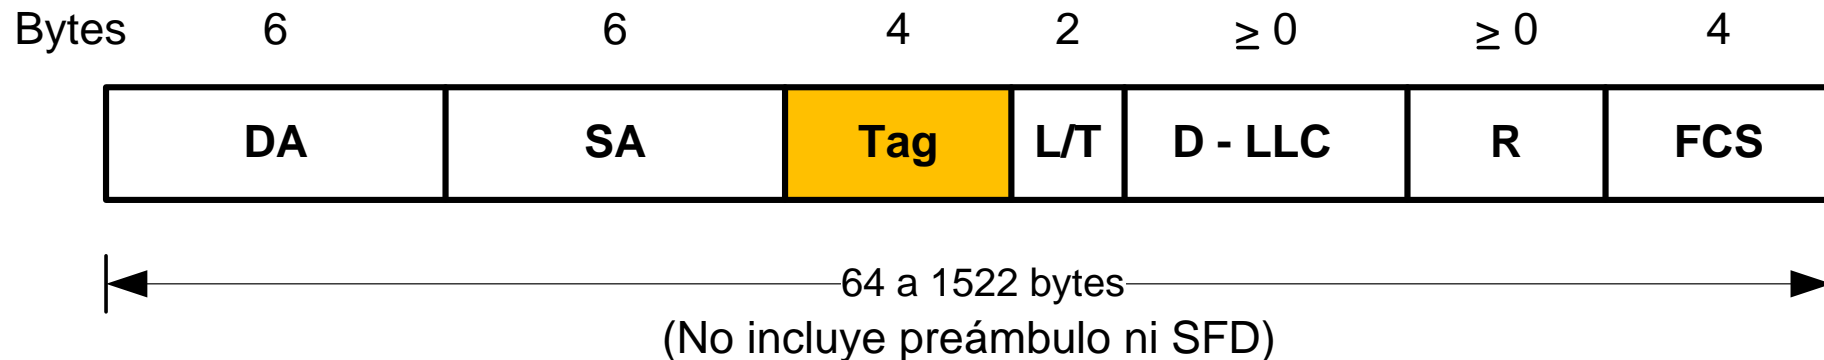 Bytes 6 6 4 2 ≥ 0 ≥ 0 4
DA SA Tag L/T D - LLC R FCS
64 a 1522 bytes
(No incluye preámbulo ni SFD)